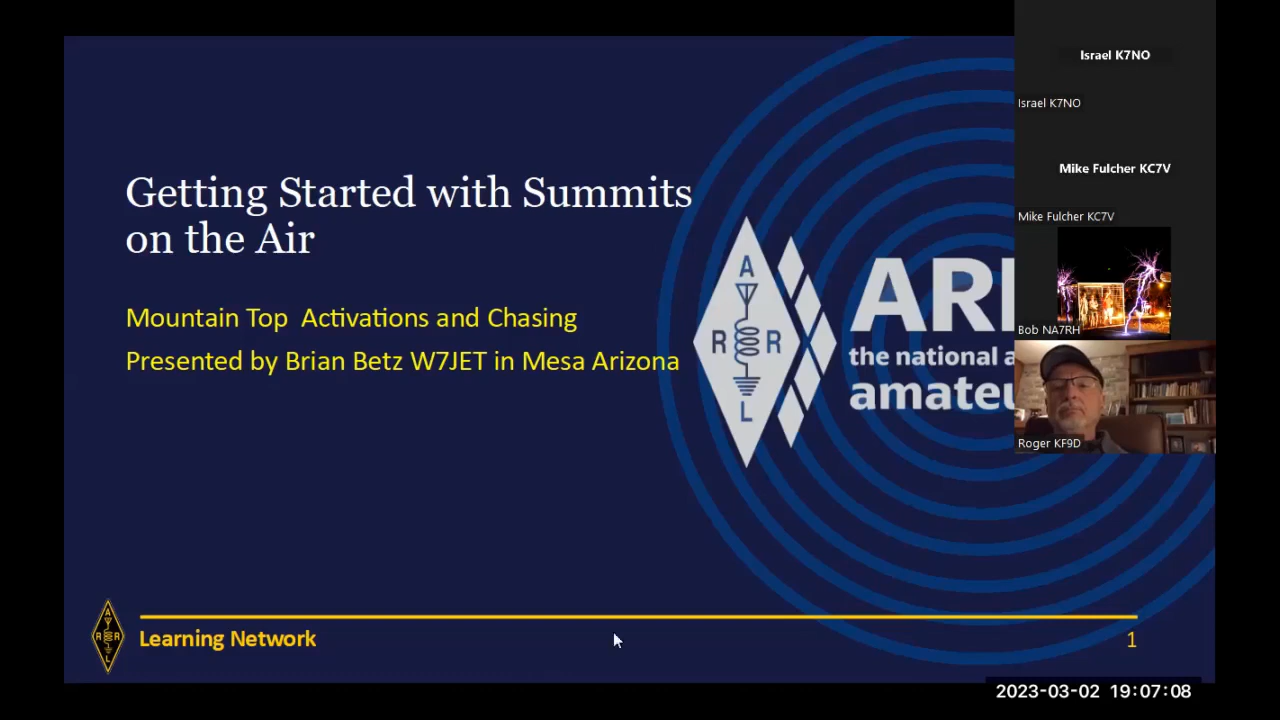 Getting Started with Summits
on the Air
Mountain Top  Activations and Chasing
Presented by Brian Betz W7JET in Mesa Arizona
A
R R
L
ARR
the national a
amateu
Israel K7NO
Israel K7NO
Mike Fulcher KC7V
Mike Fulcher KC7V
Bob NA7RH
Roger KF9D
A
R R
L
Learning Network
1
2023-03-02 19:07:08